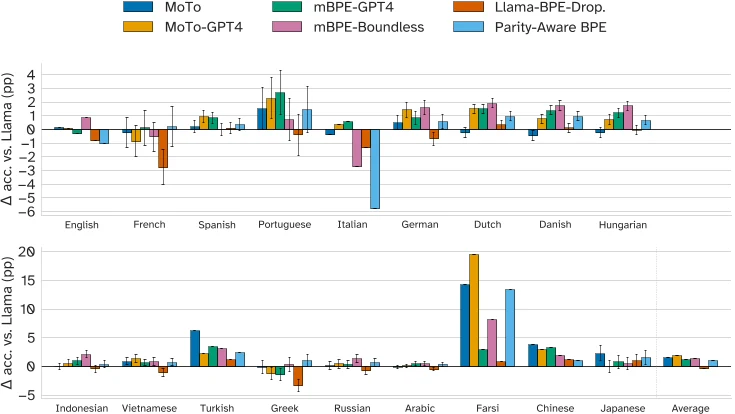 MoTo mBPE-GPT4 Llama-BPE-Drop.
MoTo-GPT4 mBPE-Boundless Parity-Aware BPE
Δ acc. vs. Llama (pp)
4
3
2
1
0
−1
−2
−3
−4
−5
−6
English French Spanish Portuguese Italian German Dutch Danish Hungarian
Δ acc. vs. Llama (pp)
20
15
10
5
0
−5
Indonesian Vietnamese Turkish Greek Russian Arabic Farsi Chinese Japanese Average